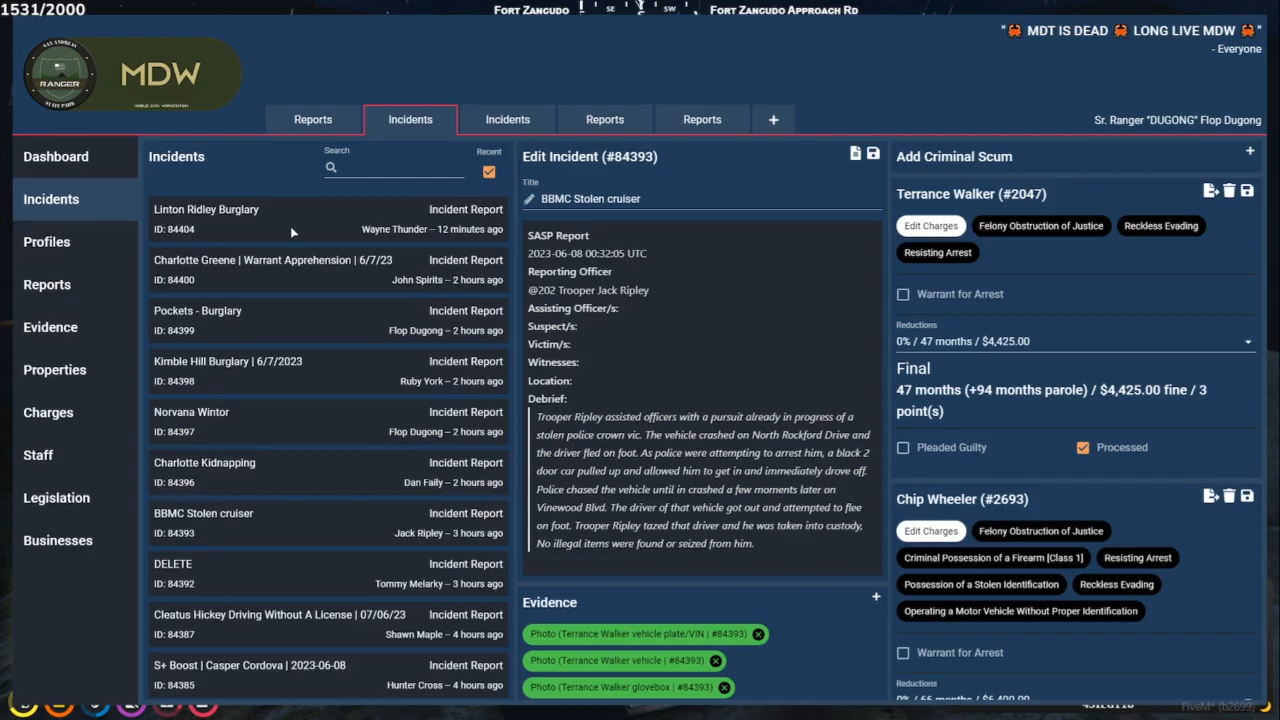 1531/2000
FORT ZANCUDO
SE
SW
FORT ZANCUDO APPROACH RD
" MDT IS DEAD LONG LIVE MDW "
- Everyone
SAN ANDREAS
RANGER
STATE PARK
MDW
Reports
Incidents
Incidents
Reports
Reports
+
Sr. Ranger "DUGONG" Flop Dugong
Dashboard
Incidents
Profiles
Reports
Evidence
Properties
Charges
Staff
Legislation
Businesses
Incidents
Search
Recent
Linton Ridley Burglary Incident Report
ID: 84404 Wayne Thunder – 12 minutes ago
Charlotte Greene | Warrant Apprehension | 6/7/23 Incident Report
ID: 84400 John Spirits – 2 hours ago
Pockets - Burglary Incident Report
ID: 84399 Flop Dugong – 2 hours ago
Kimble Hill Burglary | 6/7/2023 Incident Report
ID: 84398 Ruby York – 2 hours ago
Norvana Wintor Incident Report
ID: 84397 Flop Dugong – 2 hours ago
Charlotte Kidnapping Incident Report
ID: 84396 Dan Faily – 2 hours ago
BBMC Stolen cruiser Incident Report
ID: 84393 Jack Ripley – 3 hours ago
DELETE Incident Report
ID: 84392 Tommy Melarky – 3 hours ago
Cleatus Hickey Driving Without A License | 07/06/23 Incident Report
ID: 84387 Shawn Maple – 4 hours ago
S+ Boost | Casper Cordova | 2023-06-08 Incident Report
ID: 84385 Hunter Cross – 4 hours ago
Edit Incident (#84393)
Title
BBMC Stolen cruiser
SASP Report
2023-06-08 00:32:05 UTC
Reporting Officer
@202 Trooper Jack Ripley
Assisting Officer/s:
Suspect/s:
Victim/s:
Witnesses:
Location:
Debrief:
Trooper Ripley assisted officers with a pursuit already in progress of a
stolen police crown vic. The vehicle crashed on North Rockford Drive and
the driver fled on foot. As police were attempting to arrest him, a black 2
door car pulled up and allowed him to get in and immediately drove off.
Police chased the vehicle until in crashed a few moments later on
Vinewood Blvd. The driver of that vehicle got out and attempted to flee
on foot. Trooper Ripley tazed that driver and he was taken into custody,
No illegal items were found or seized from him.
Evidence
+
Photo (Terrance Walker vehicle plate/VIN | #84393)
Photo (Terrance Walker vehicle | #84393)
Photo (Terrance Walker glovebox | #84393)
Add Criminal Scum
+
Terrance Walker (#2047)
Edit Charges Felony Obstruction of Justice Reckless Evading
Resisting Arrest
Warrant for Arrest
Reductions
0% / 47 months / $4,425.00
Final
47 months (+94 months parole) / $4,425.00 fine / 3
point(s)
Pleaded Guilty Processed
Chip Wheeler (#2693)
Edit Charges Felony Obstruction of Justice
Criminal Possession of a Firearm [Class 1] Resisting Arrest
Possession of a Stolen Identification Reckless Evading
Operating a Motor Vehicle Without Proper Identification
Warrant for Arrest
Reductions
0% / 66 months / $6,400.00
FiveM* (b2699)